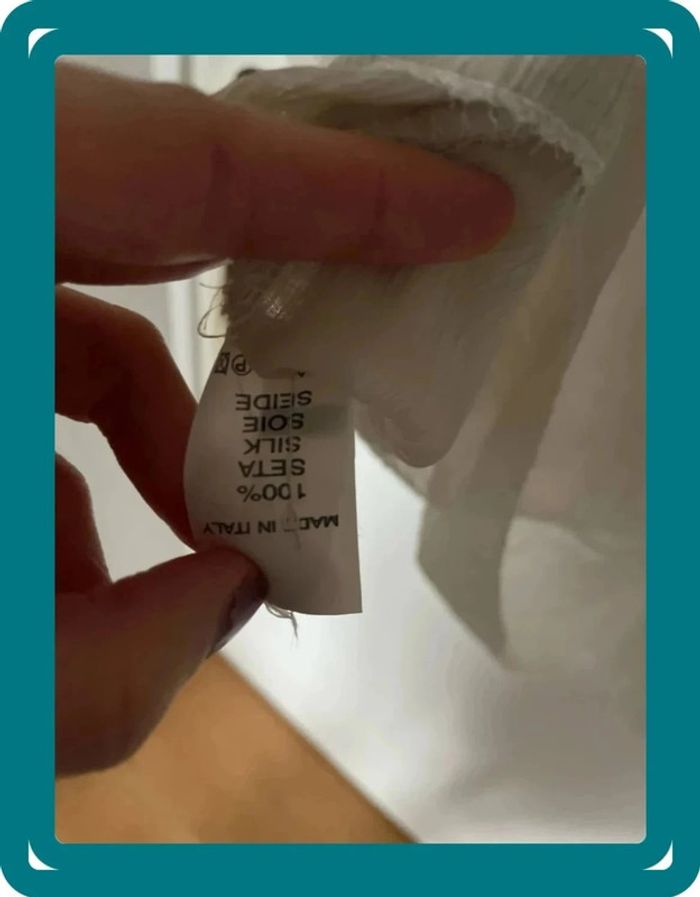 MADE IN ITALY
100%
SETA
SILK
SOIE
SEIDE
P